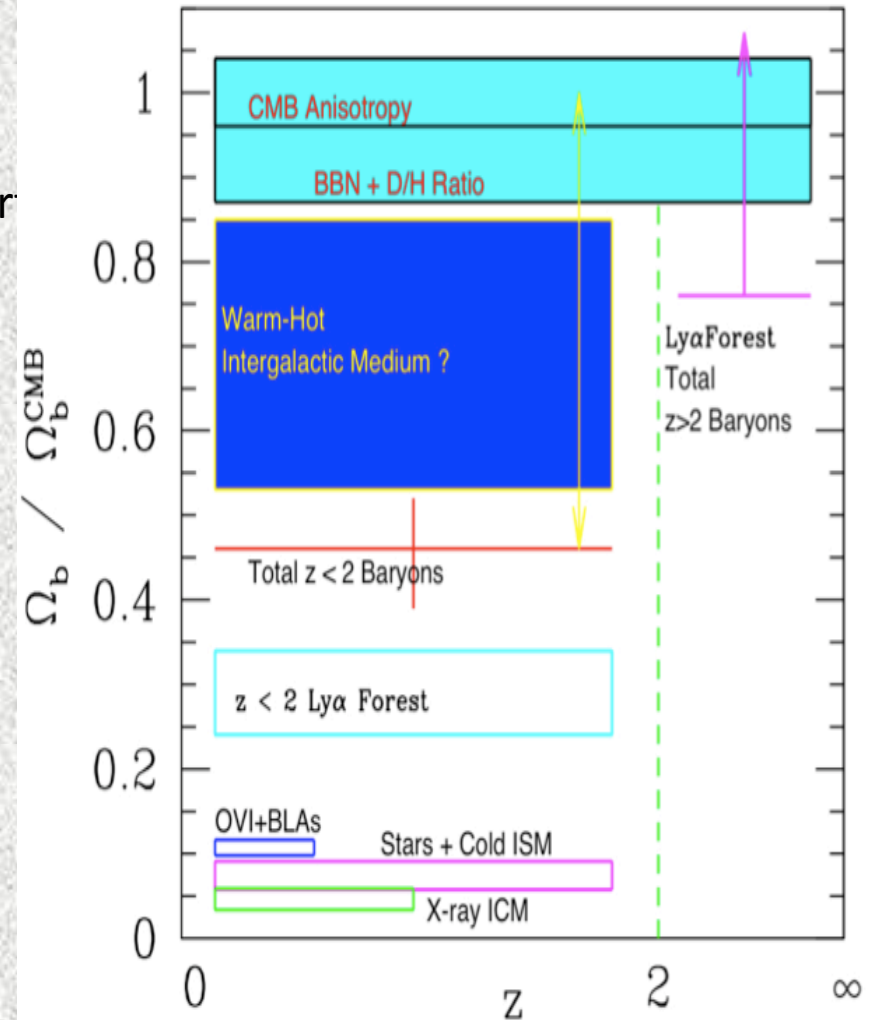 1
0.8
0.6
0.4
0.2
0
Ω_b / Ω_b^CMB
CMB Anisotropy
BBN + D/H Ratio
Warm-Hot
Intergalactic Medium ?
LyαForest
Total
z>2 Baryons
Total z < 2 Baryons
z < 2 Lyα Forest
OVI+BLAs
Stars + Cold ISM
X-ray ICM
0
z
2
∞